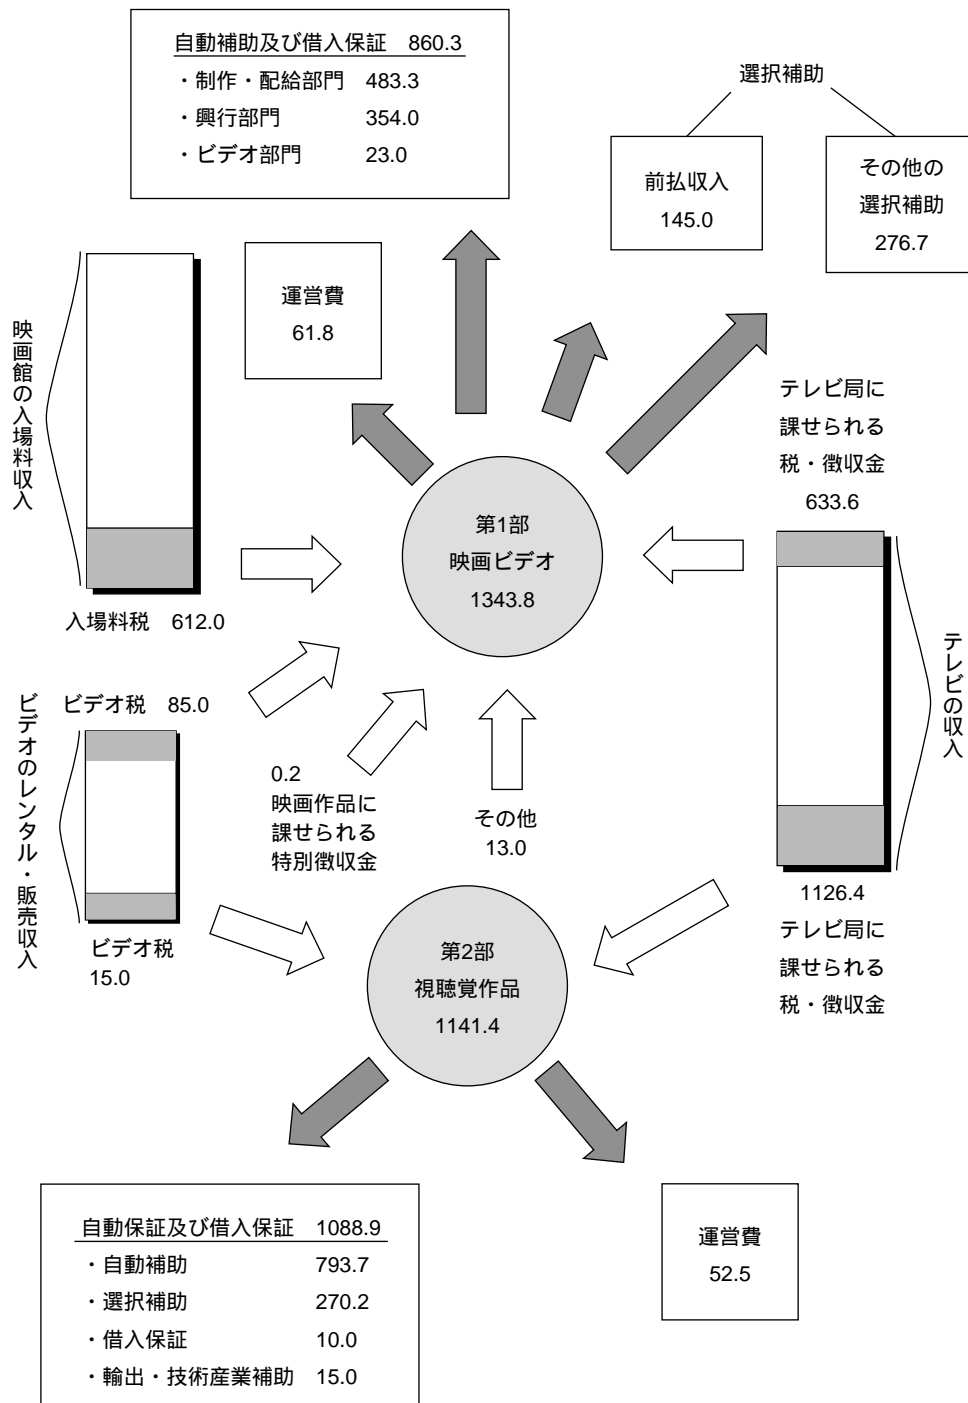 自動補助及び借入保証 860.3
・制作・配給部門 483.3
・興行部門 354.0
・ビデオ部門 23.0
選択補助
前払収入
145.0
その他の
選択補助
276.7
運営費
61.8
映画館の入場料収入
テレビ局に
課せられる
税・徴収金
633.6
第1部
映画ビデオ
1343.8
入場料税 612.0
テレビの収入
ビデオのレンタル・販売収入
ビデオ税 85.0
0.2
映画作品に
課せられる
特別徴収金
その他
13.0
ビデオ税
15.0
1126.4
テレビ局に
課せられる
税・徴収金
第2部
視聴覚作品
1141.4
自動保証及び借入保証 1088.9
・自動補助 793.7
・選択補助 270.2
・借入保証 10.0
・輸出・技術産業補助 15.0
運営費
52.5